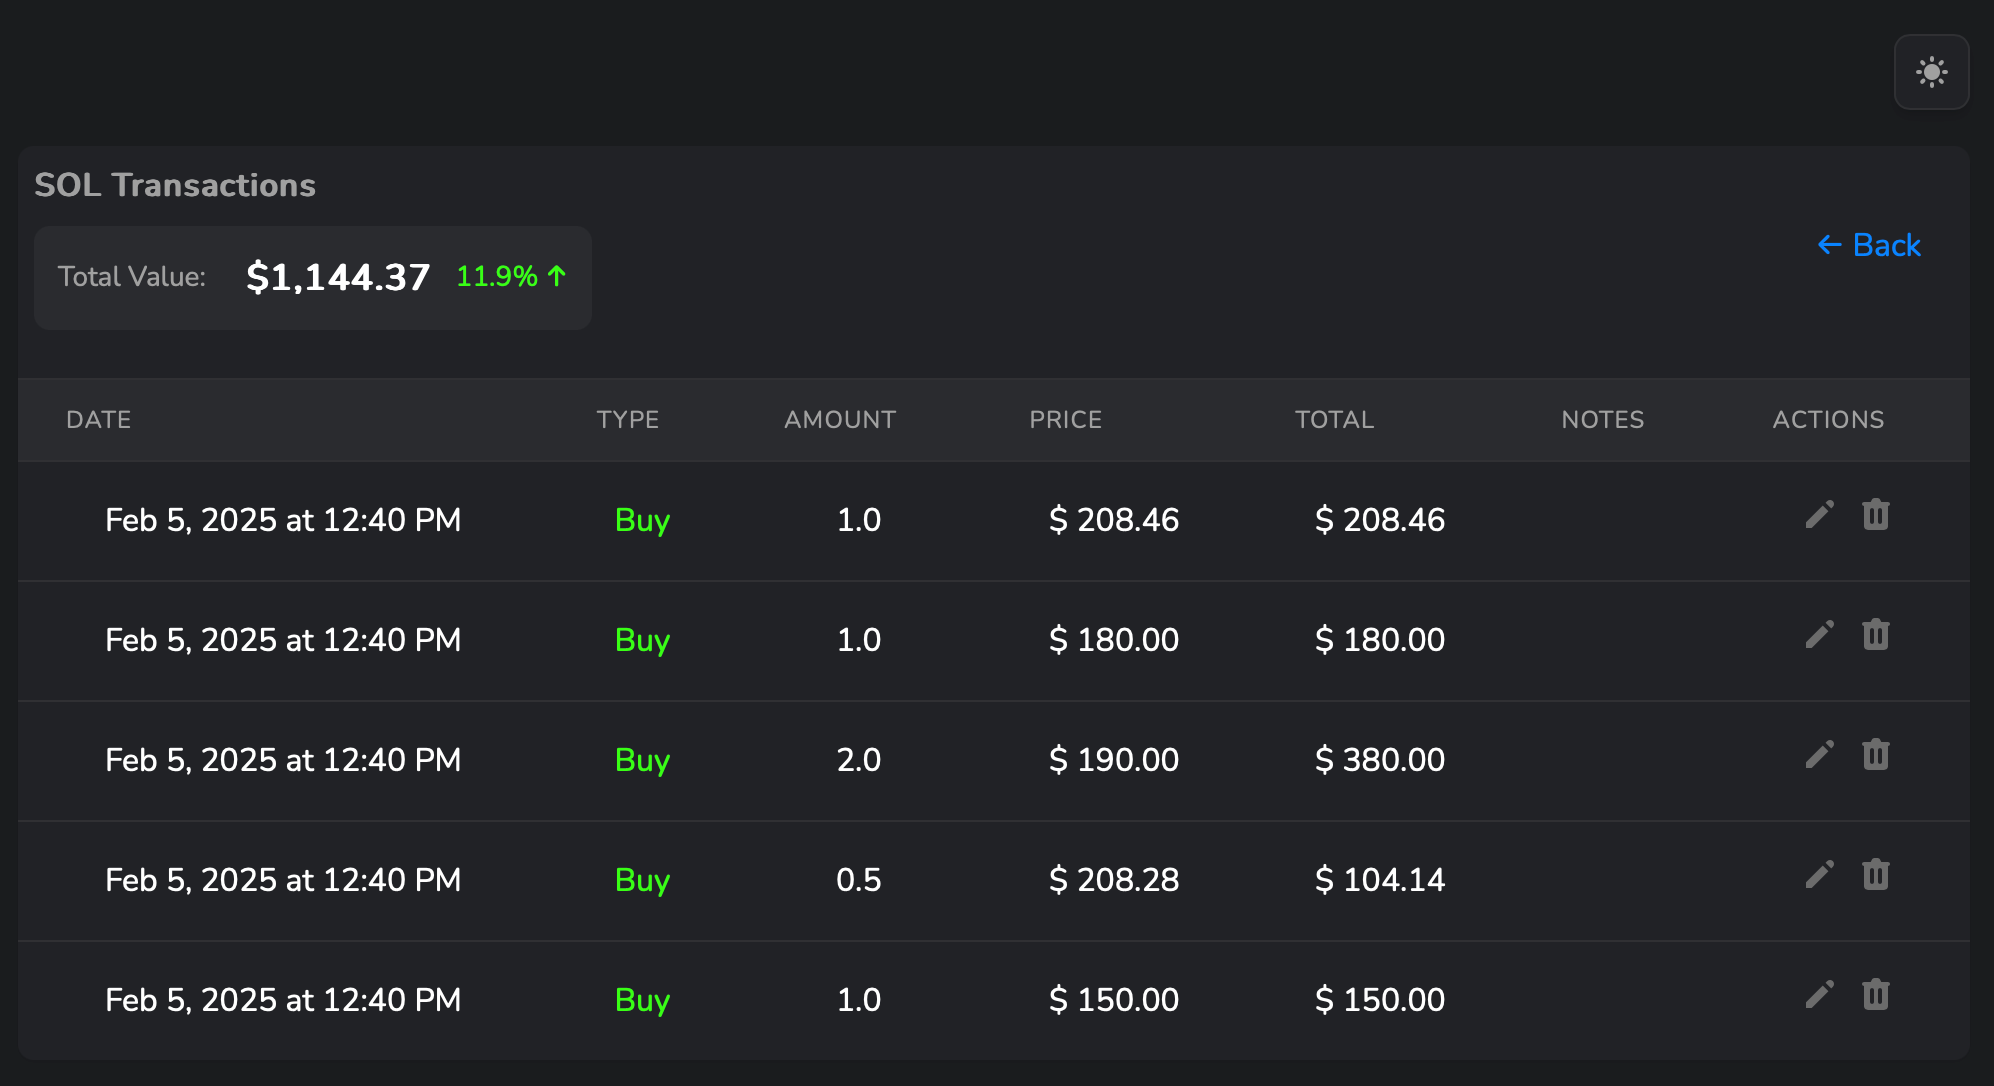 SOL Transactions
Total Value: $1,144.37 11.9% ↑
← Back
DATE TYPE AMOUNT PRICE TOTAL NOTES ACTIONS
Feb 5, 2025 at 12:40 PM Buy 1.0 $ 208.46 $ 208.46
Feb 5, 2025 at 12:40 PM Buy 1.0 $ 180.00 $ 180.00
Feb 5, 2025 at 12:40 PM Buy 2.0 $ 190.00 $ 380.00
Feb 5, 2025 at 12:40 PM Buy 0.5 $ 208.28 $ 104.14
Feb 5, 2025 at 12:40 PM Buy 1.0 $ 150.00 $ 150.00